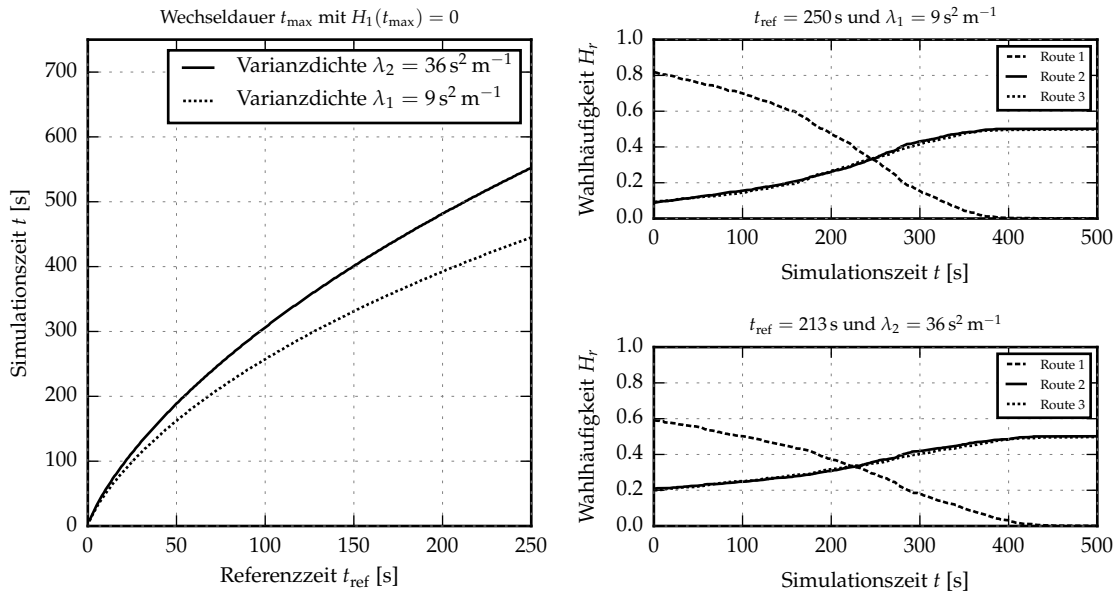 Wechseldauer t_max mit H_1(t_max) = 0
Simulationszeit t [s]
700
600
500
400
300
200
100
0
Varianzdichte λ_2 = 36 s² m⁻¹
Varianzdichte λ_1 = 9 s² m⁻¹
0 50 100 150 200 250
Referenzzeit t_ref [s]
t_ref = 250 s und λ_1 = 9 s² m⁻¹
Wahlhäufigkeit H_r
1.0
0.8
0.6
0.4
0.2
0.0
Route 1
Route 2
Route 3
0 100 200 300 400 500
Simulationszeit t [s]
t_ref = 213 s und λ_2 = 36 s² m⁻¹
Wahlhäufigkeit H_r
1.0
0.8
0.6
0.4
0.2
0.0
Route 1
Route 2
Route 3
0 100 200 300 400 500
Simulationszeit t [s]